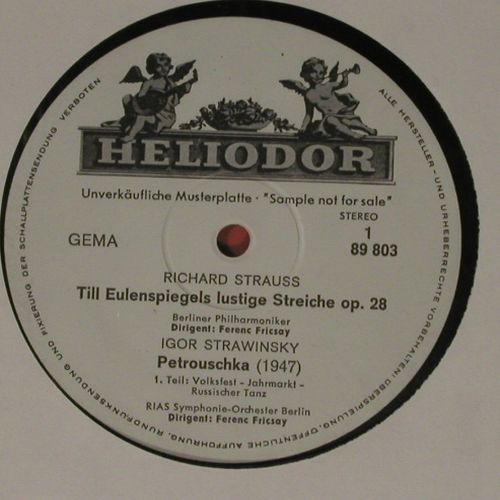 HELIODOR
Unverkäufliche Musterplatte · "Sample not for sale"
STEREO
GEMA
1
89 803
RICHARD STRAUSS
Till Eulenspiegels lustige Streiche op. 28
Berliner Philharmoniker
Dirigent: Ferenc Fricsay
IGOR STRAWINSKY
Petrouschka (1947)
1. Teil: Volksfest - Jahrmarkt -
Russischer Tanz
RIAS Symphonie-Orchester Berlin
Dirigent: Ferenc Fricsay
ALLE HERSTELLER- UND URHEBERRECHTE VORBEHALTEN: ÜBERSPIELUNG, ÖFFENTLICHE AUFFÜHRUNG, RUNDFUNKSENDUNG UND FIXIERUNG DER SCHALLPLATTENSENDUNG VERBOTEN